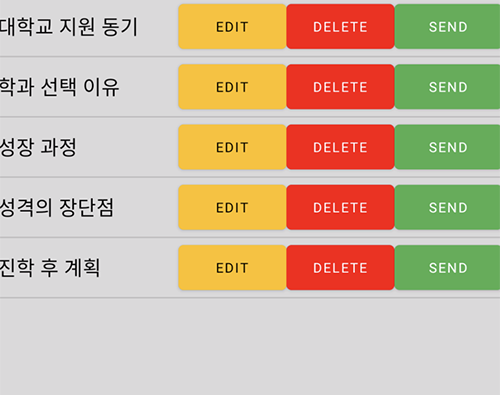 대학교 지원 동기 EDIT DELETE SEND
학과 선택 이유 EDIT DELETE SEND
성장 과정 EDIT DELETE SEND
성격의 장단점 EDIT DELETE SEND
진학 후 계획 EDIT DELETE SEND